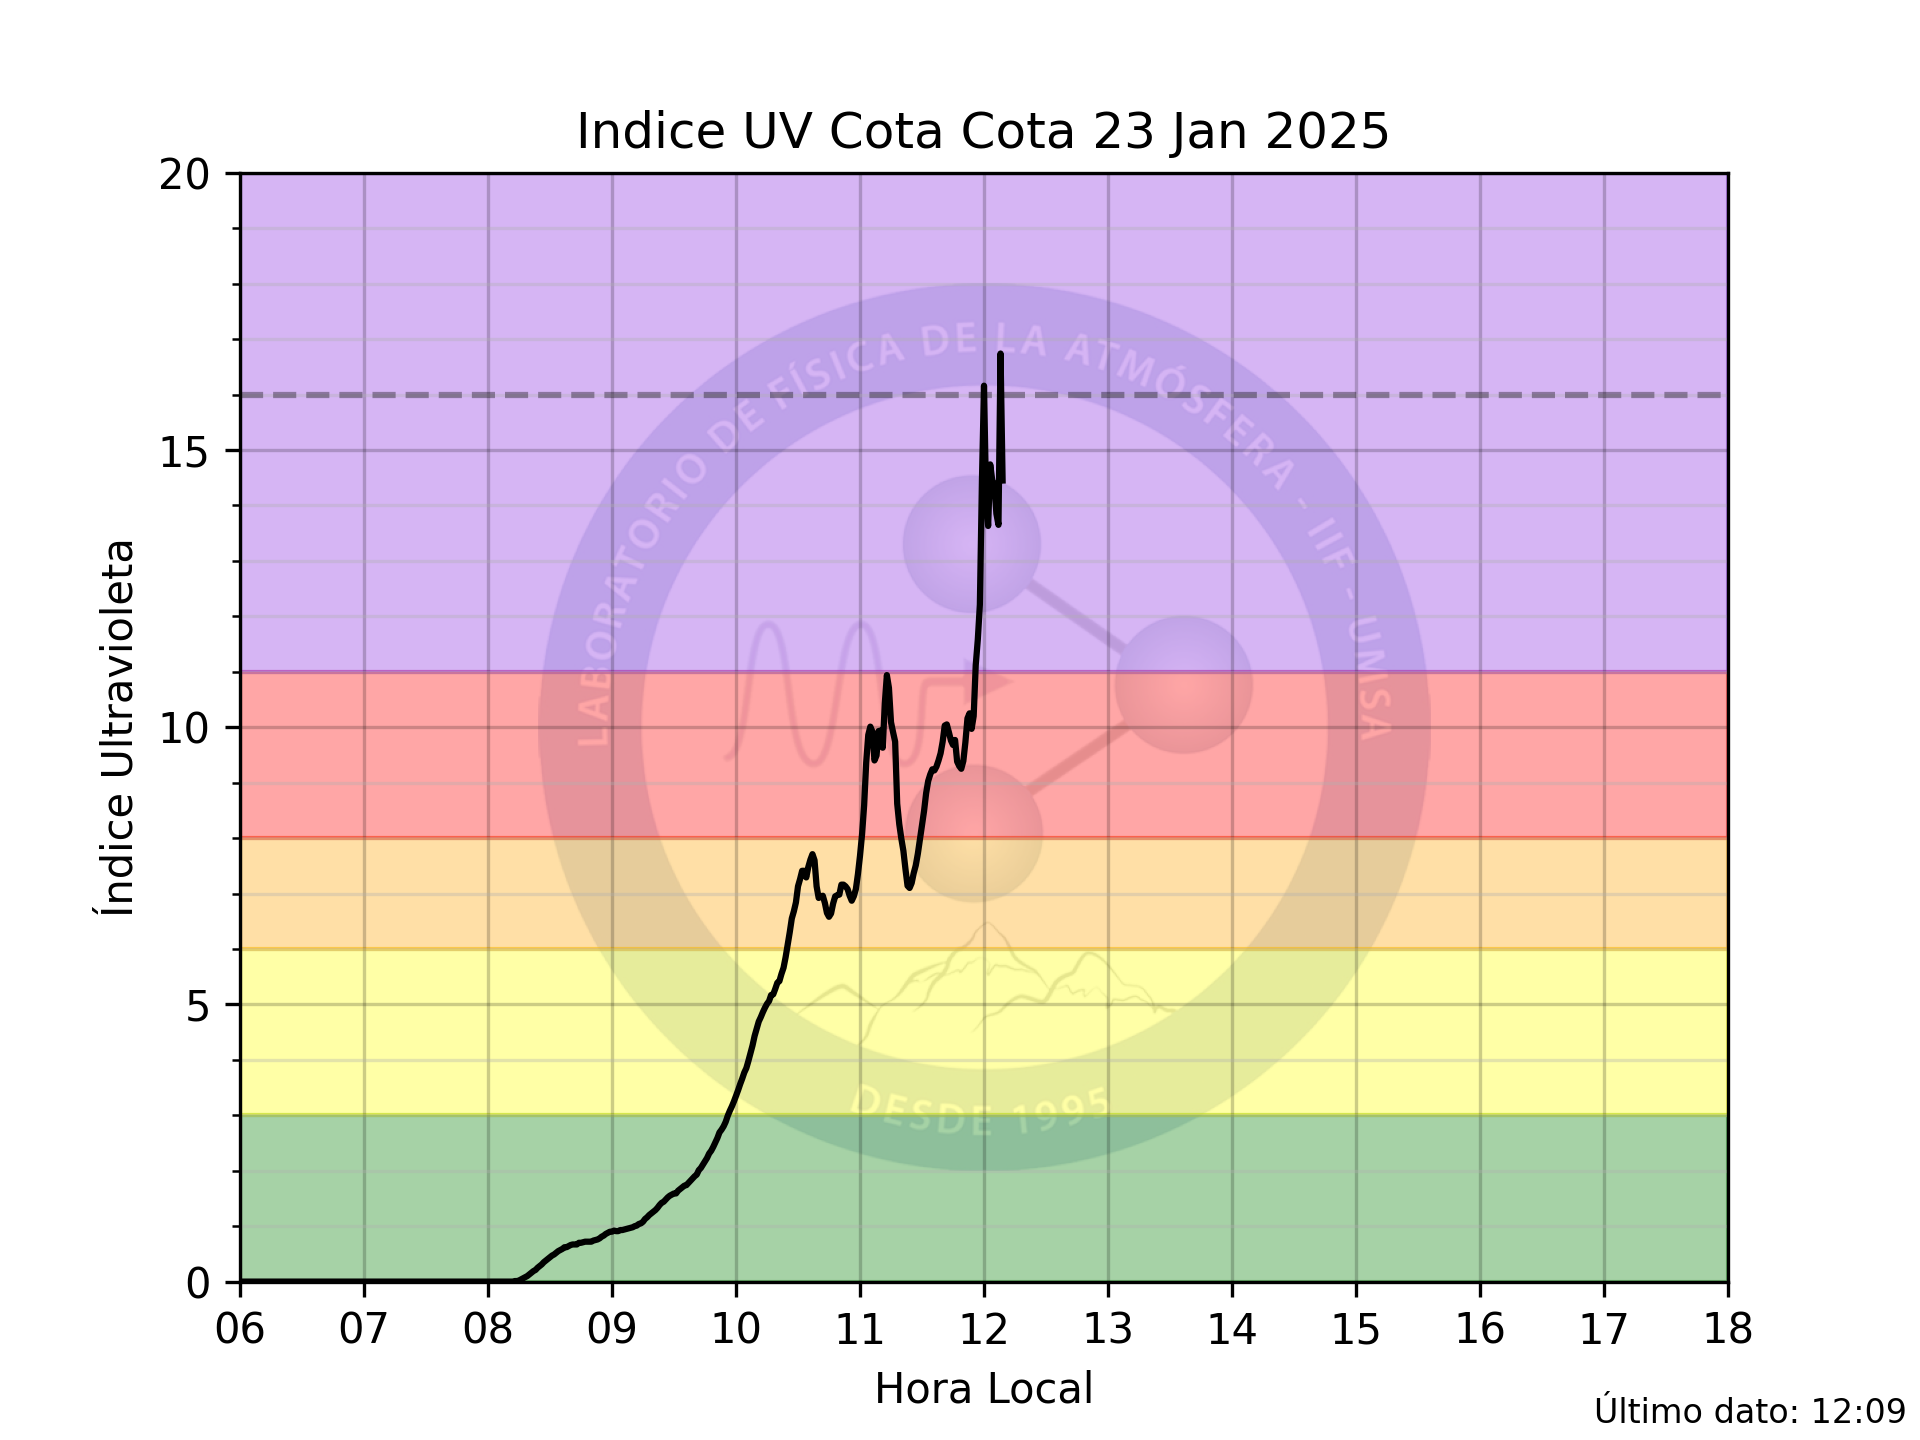 Indice UV Cota Cota 23 Jan 2025
20
15
10
5
0
Índice Ultravioleta
LABORATORIO DE FÍSICA DE LA ATMÓSFERA - IIF - UMSA
DESDE 1995
06 07 08 09 10 11 12 13 14 15 16 17 18
Hora Local
Último dato: 12:09